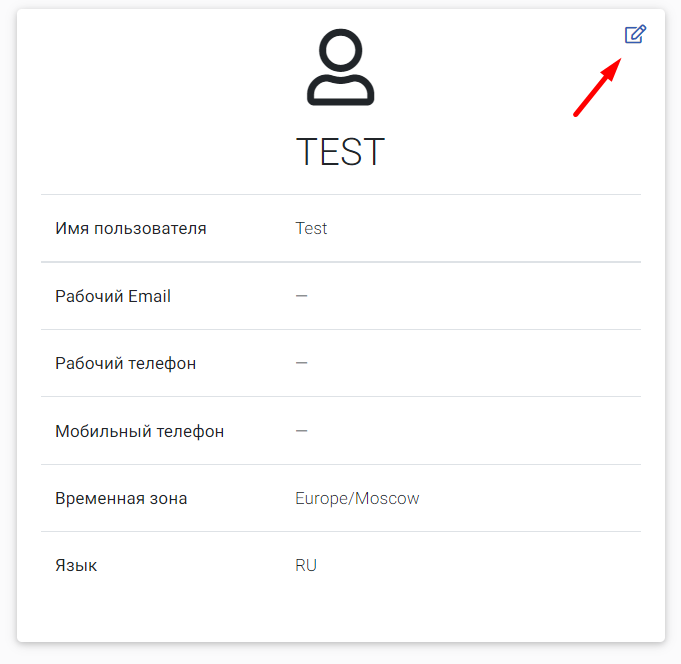 TEST
Имя пользователя Test
Рабочий Email —
Рабочий телефон —
Мобильный телефон —
Временная зона Europe/Moscow
Язык RU